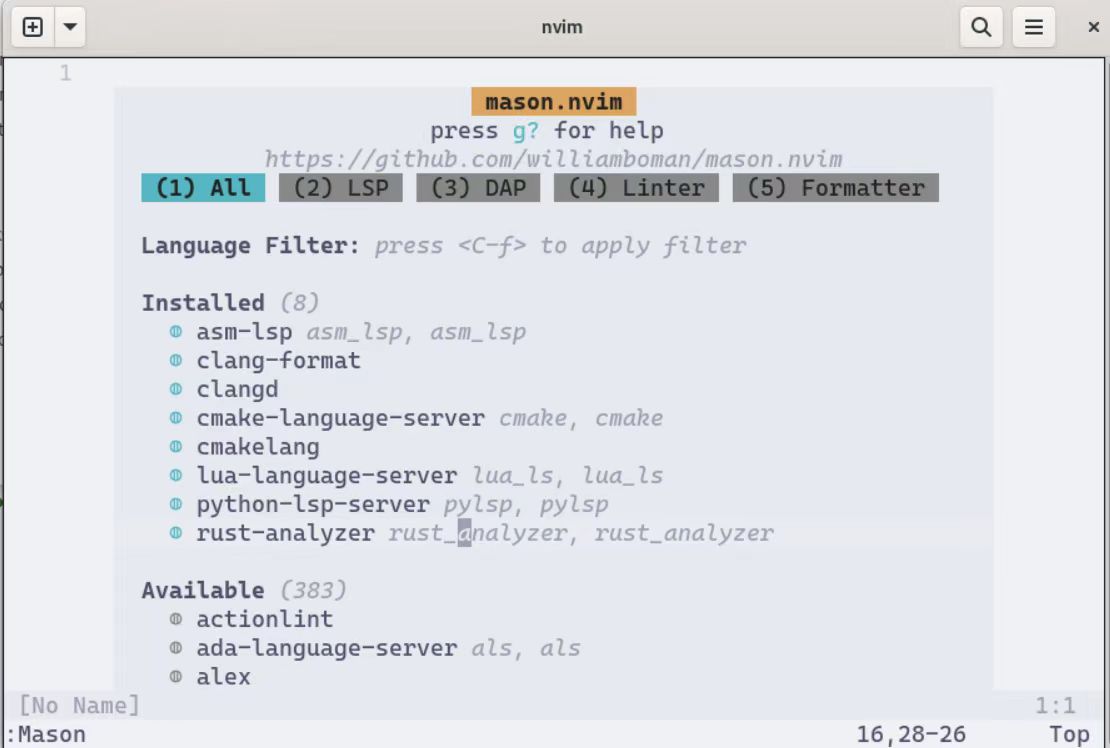 nvim
1
mason.nvim
press g? for help
https://github.com/williamboman/mason.nvim
(1) All (2) LSP (3) DAP (4) Linter (5) Formatter
Language Filter: press <C-f> to apply filter
Installed (8)
◍ asm-lsp asm_lsp, asm_lsp
◍ clang-format
◍ clangd
◍ cmake-language-server cmake, cmake
◍ cmakelang
◍ lua-language-server lua_ls, lua_ls
◍ python-lsp-server pylsp, pylsp
◍ rust-analyzer rust_analyzer, rust_analyzer
Available (383)
◍ actionlint
◍ ada-language-server als, als
◍ alex
[No Name] 1:1
:Mason 16,28-26 Top